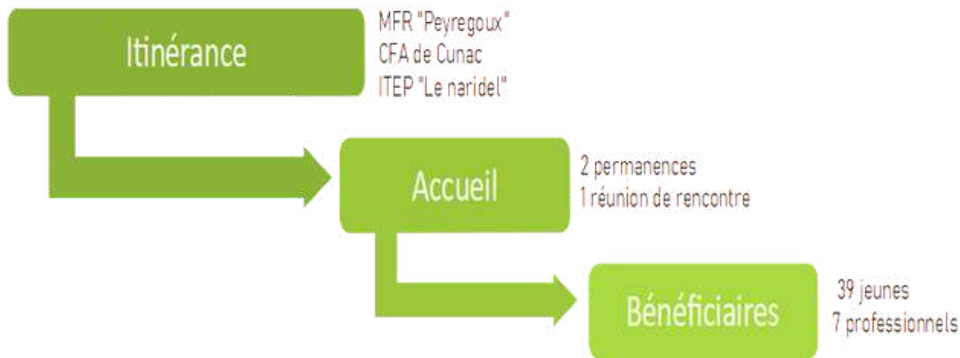 Itinérance
MFR "Peyregoux"
CFA de Cunac
ITEP "Le naridel"
Accueil
2 permanences
1 réunion de rencontre
Bénéficiaires
39 jeunes
7 professionnels